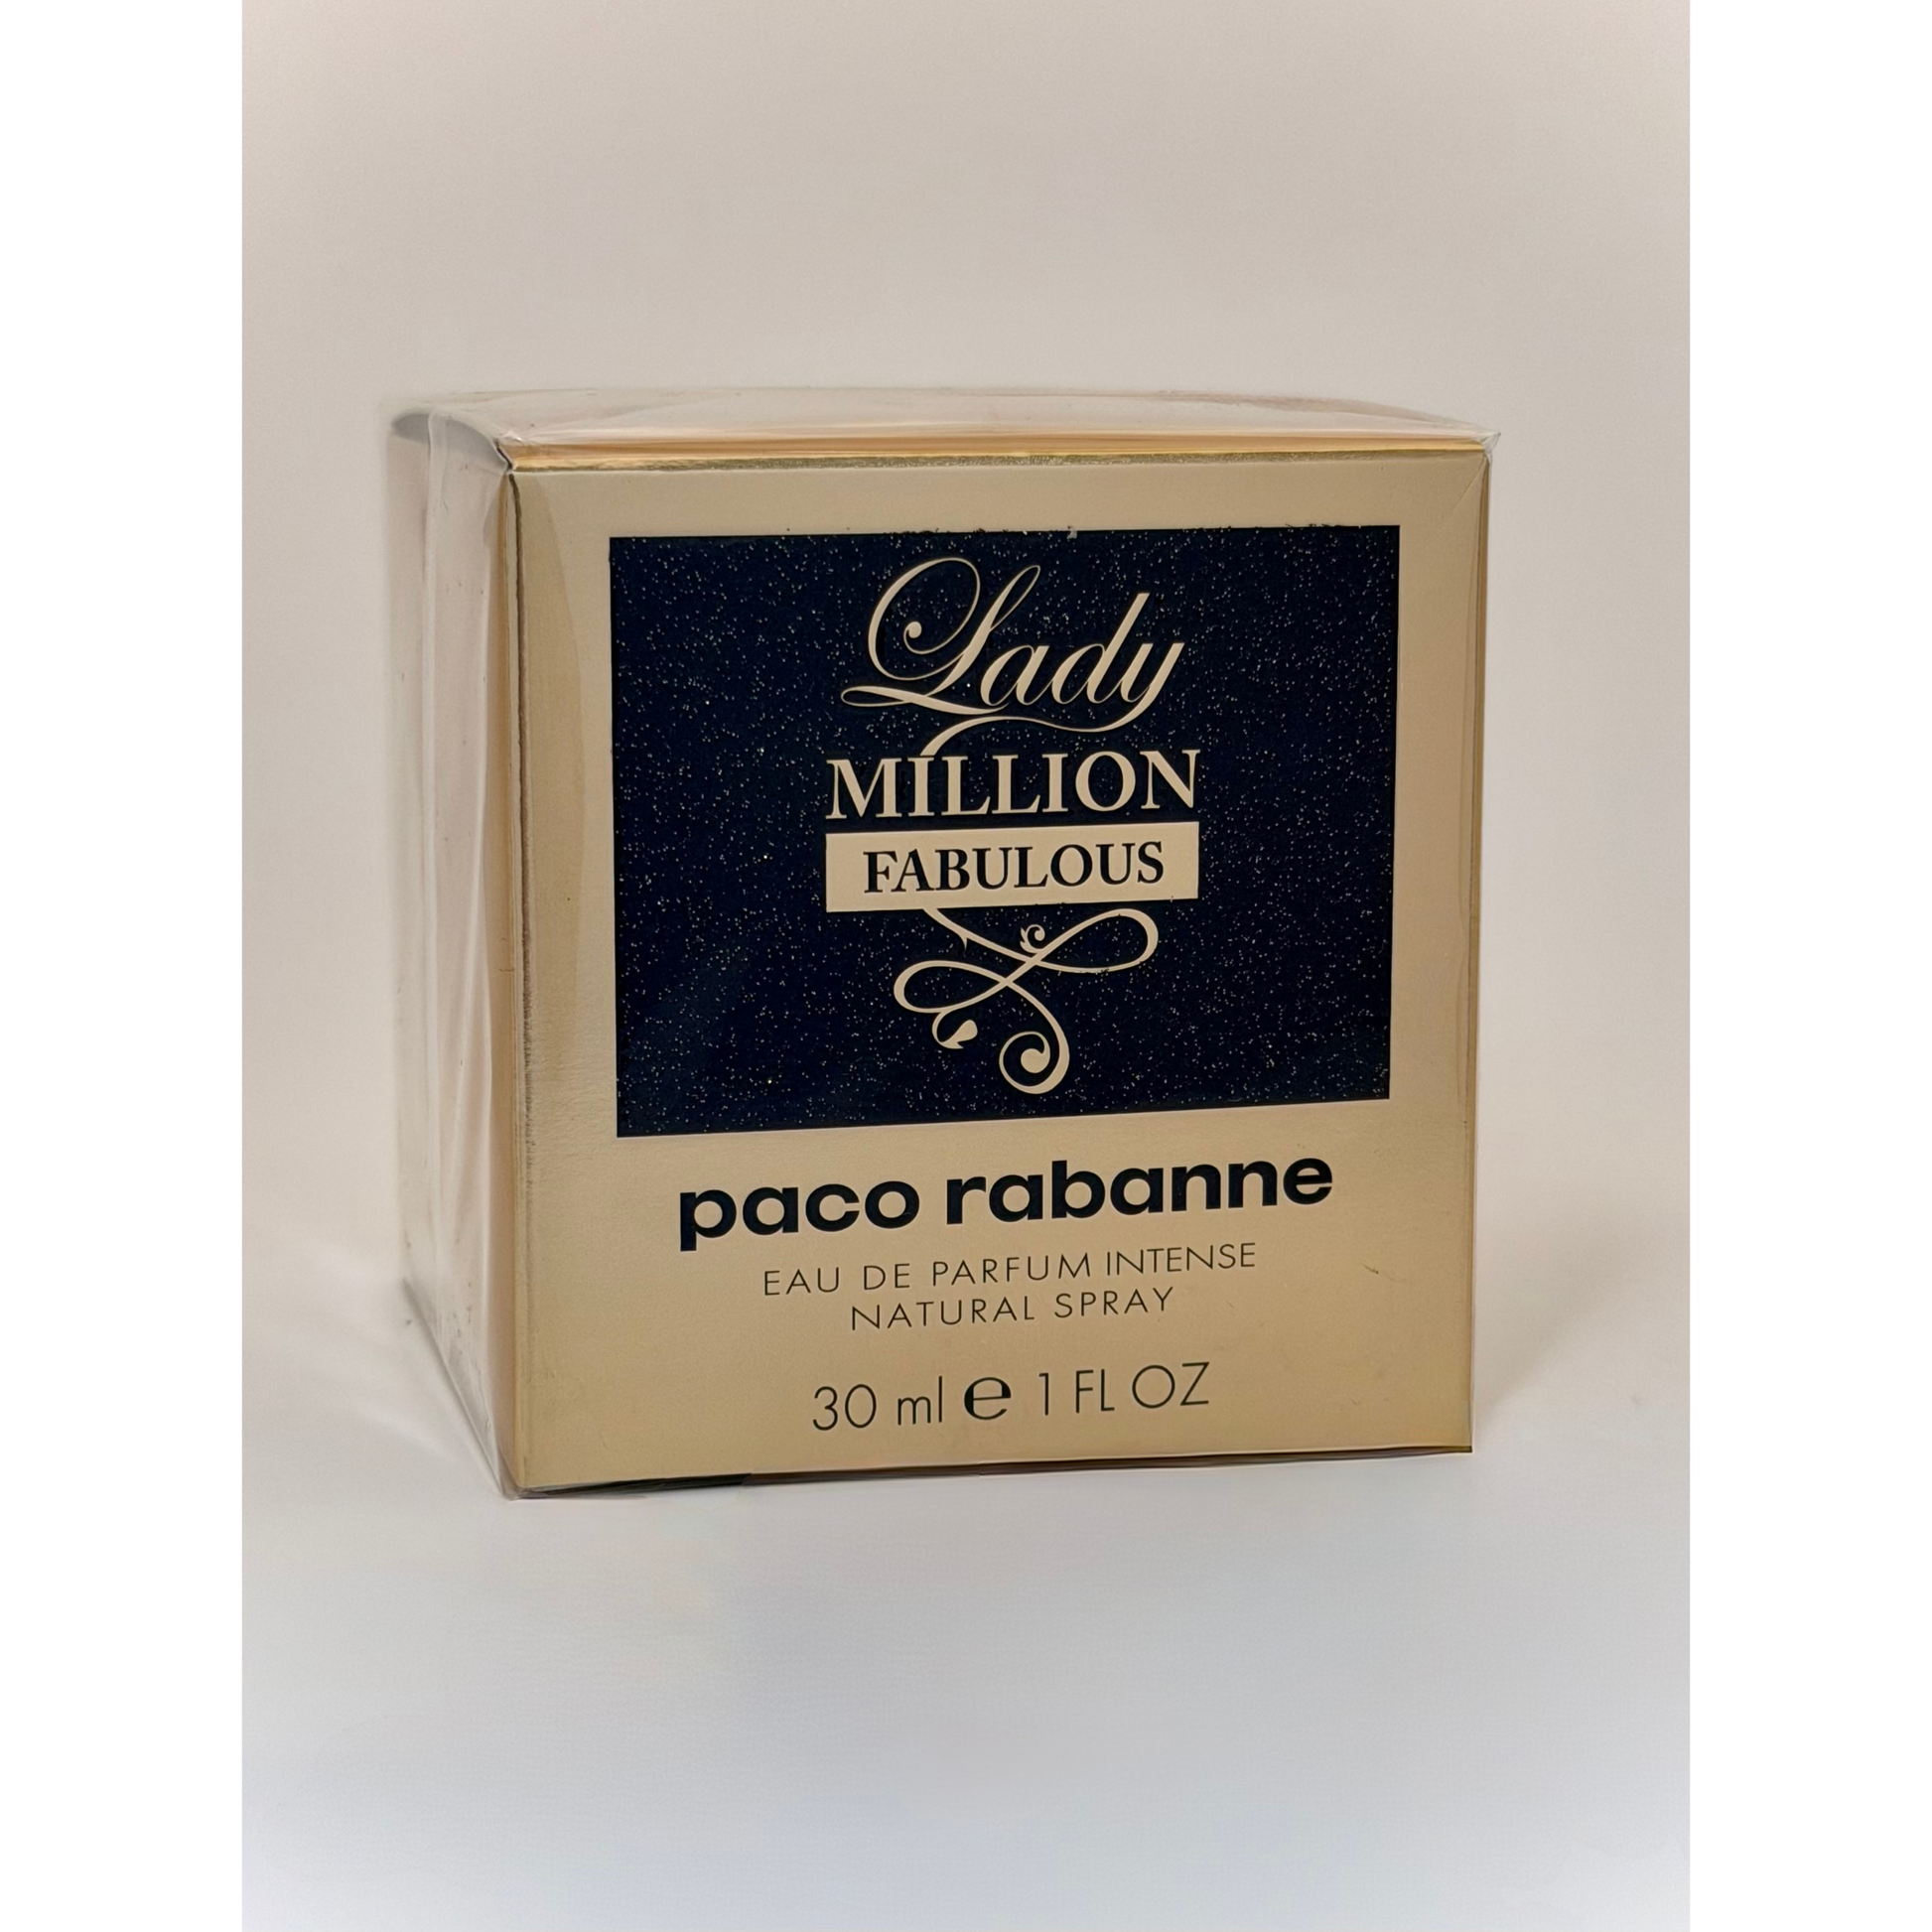 Lady
MILLION
FABULOUS
paco rabanne
EAU DE PARFUM INTENSE
NATURAL SPRAY
30 ml ℮ 1 FL OZ